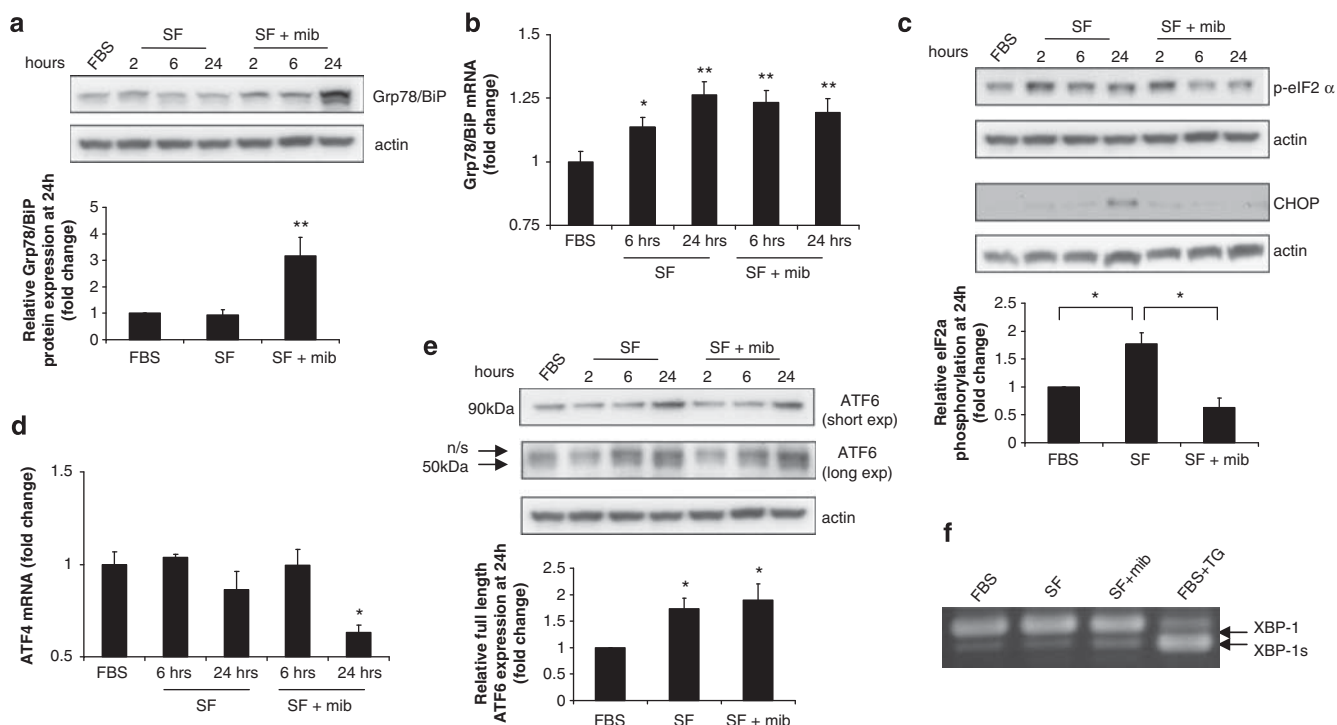 a
FBS
SF
SF + mib
hours
2 6 24 2 6 24
Grp78/BiP
actin
Relative Grp78/BiP
protein expression at 24h
(fold change)
5
4
3
2
1
0
**
FBS SF SF + mib
b
Grp78/BiP mRNA
(fold change)
1.5
1.25
1
0.75
* ** ** **
FBS 6 hrs 24 hrs 6 hrs 24 hrs
SF SF + mib
c
FBS
SF
SF + mib
hours
2 6 24 2 6 24
p-eIF2 α
actin
CHOP
actin
Relative eIF2a
phosphorylation at 24h
(fold change)
2.5
2
1.5
1
0.5
0
* *
FBS SF SF + mib
d
ATF4 mRNA (fold change)
1.5
1
0.5
*
FBS 6 hrs 24 hrs 6 hrs 24 hrs
SF SF + mib
e
FBS
SF
SF + mib
hours
2 6 24 2 6 24
90kDa
ATF6
(short exp)
n/s
50kDa
ATF6
(long exp)
actin
Relative full length
ATF6 expression at 24h
(fold change)
2.5
2
1.5
1
0.5
0
* *
FBS SF SF + mib
f
FBS SF SF+mib FBS+TG
XBP-1
XBP-1s